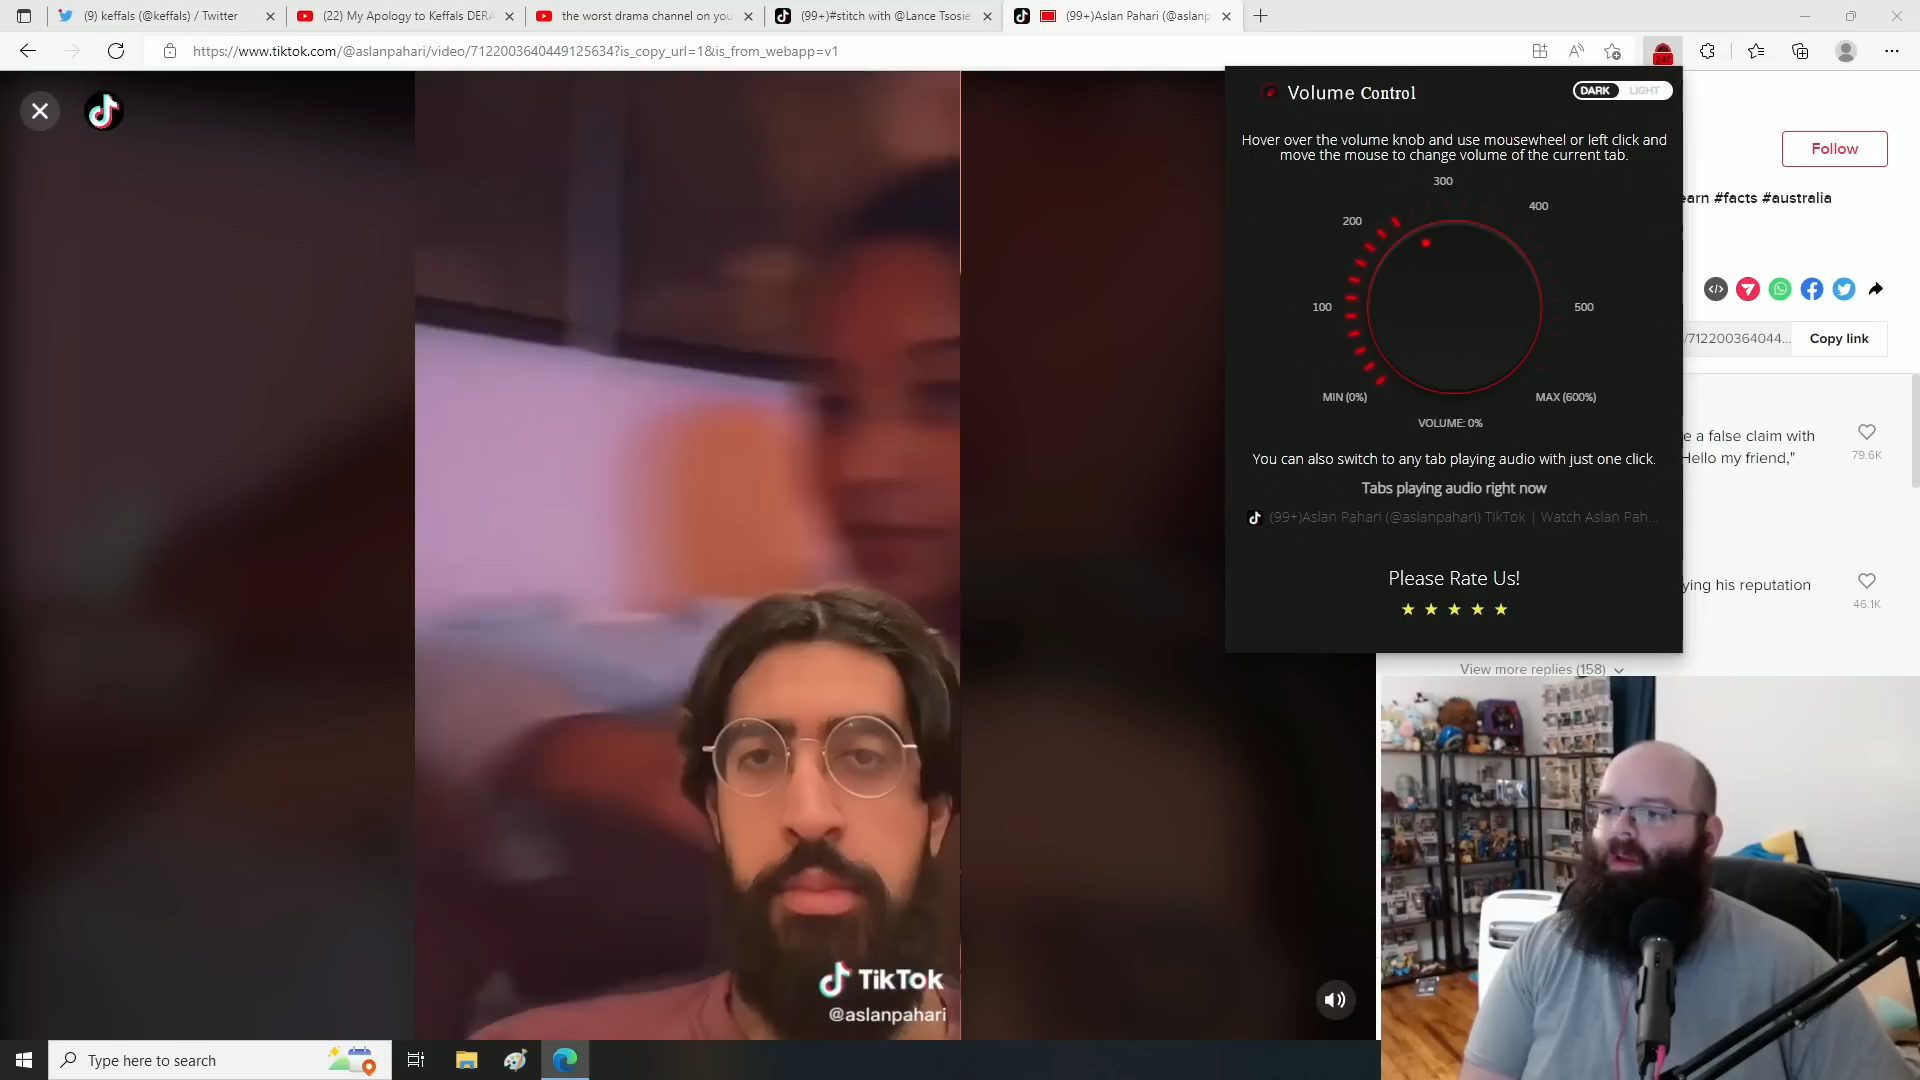 (9) keffals (@keffals) / Twitter
(22) My Apology to Keffals DERA
the worst drama channel on you
(99+)#stitch with @Lance Tsosie
(99+)Aslan Pahari (@aslanp
https://www.tiktok.com/@aslanpahari/video/7122003640449125634?is_copy_url=1&is_from_webapp=v1
Volume Control
DARK
LIGHT
Hover over the volume knob and use mousewheel or left click and
move the mouse to change volume of the current tab.
300
200
400
100
500
MIN (0%)
MAX (600%)
VOLUME: 0%
You can also switch to any tab playing audio with just one click.
Tabs playing audio right now
(99+)Aslan Pahari (@aslanpahari) TikTok | Watch Aslan Pah...
Please Rate Us!
Follow
earn #facts #australia
/712200364044...
Copy link
e a false claim with
Hello my friend,"
79.6K
ying his reputation
46.1K
View more replies (158)
TikTok
@aslanpahari
Type here to search